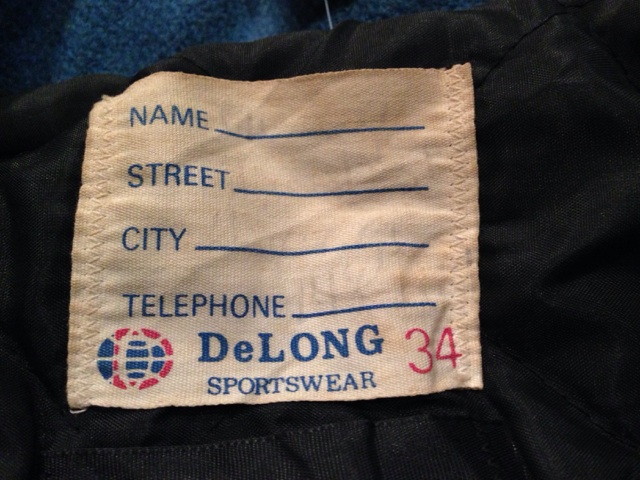 NAME
STREET
CITY
TELEPHONE
DeLONG 34
SPORTSWEAR